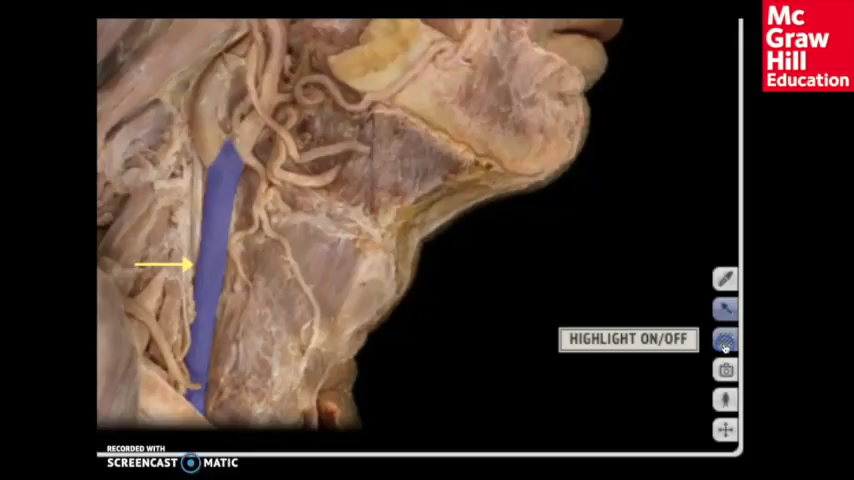 Mc
Graw
Hill
Education
HIGHLIGHT ON/OFF
RECORDED WITH
SCREENCAST MATIC